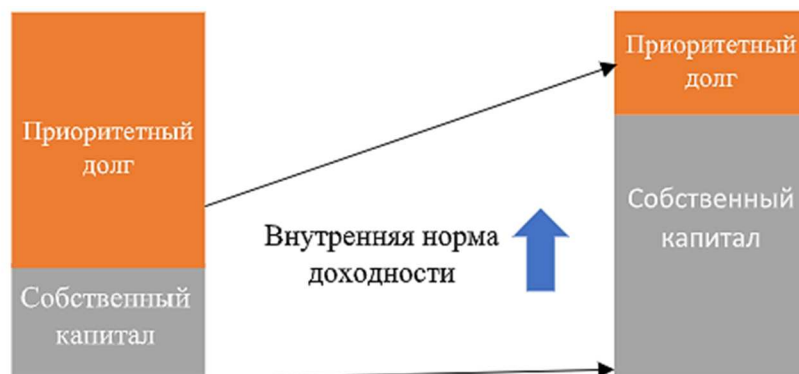 Приоритетный
долг
Собственный
капитал
Внутренняя норма
доходности
Приоритетный
долг
Собственный
капитал